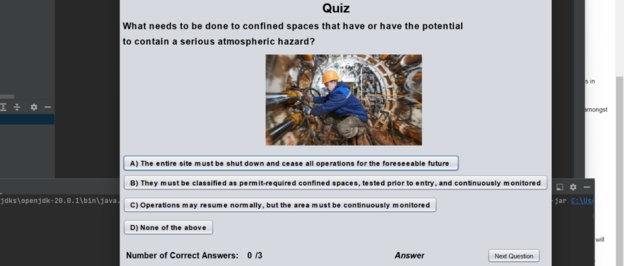 Quiz
What needs to be done to confined spaces that have or have the potential
to contain a serious atmospheric hazard?
s in
amongst
A) The entire site must be shut down and cease all operations for the foreseeable future
B) They must be classified as permit-required confined spaces, tested prior to entry, and continuously monitored
jdks\openjdk-20.0.1\bin\java.
-jar C:\Us
C) Operations may resume normally, but the area must be continuously monitored
D) None of the above
will
Number of Correct Answers: 0 /3
Answer
Next Question